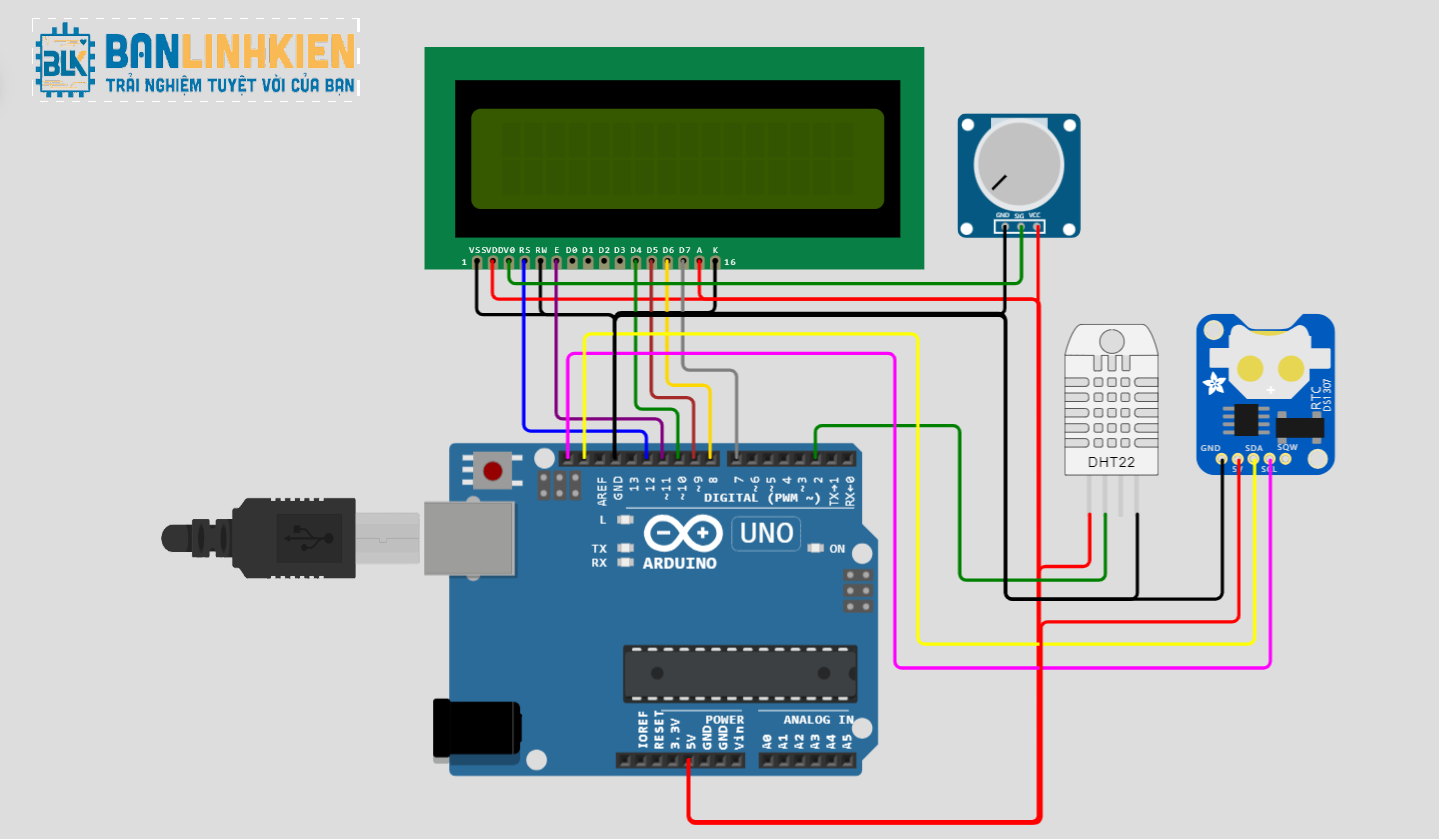 BLK
BANLINHKIEN
TRẢI NGHIỆM TUYỆT VỜI CỦA BẠN
VSS VDD V0 RS RW E D0 D1 D2 D3 D4 D5 D6 D7 A K
1 16
GND SIG VCC
DHT22
RTC
DS1307
GND 5V SDA SCL SQW
AREF GND 13 12 ~11 ~10 ~9 8 7 ~6 ~5 4 ~3 2 TX→1 RX←0
DIGITAL (PWM ~)
L
TX
RX
UNO
ON
ARDUINO
IOREF RESET 3.3V 5V GND GND Vin
POWER
ANALOG IN
A0 A1 A2 A3 A4 A5